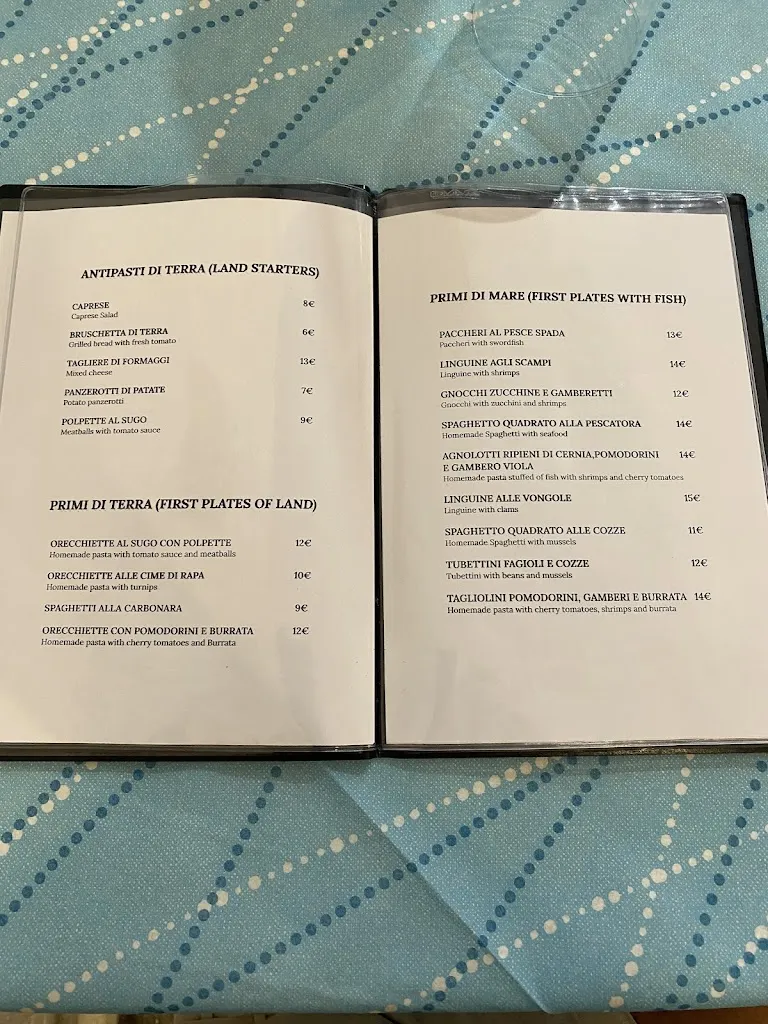 ANTIPASTI DI TERRA (LAND STARTERS)
CAPRESE 8€
Caprese Salad
BRUSCHETTA DI TERRA 6€
Grilled bread with fresh tomato
TAGLIERE DI FORMAGGI 13€
Mixed cheese
PANZEROTTI DI PATATE 7€
Potato panzerotti
POLPETTE AL SUGO 9€
Meatballs with tomato sauce
PRIMI DI TERRA (FIRST PLATES OF LAND)
ORECCHIETTE AL SUGO CON POLPETTE 12€
Homemade pasta with tomato sauce and meatballs
ORECCHIETTE ALLE CIME DI RAPA 10€
Homemade pasta with turnips
SPAGHETTI ALLA CARBONARA 9€
ORECCHIETTE CON POMODORINI E BURRATA 12€
Homemade pasta with cherry tomatoes and Burrata
PRIMI DI MARE (FIRST PLATES WITH FISH)
PACCHERI AL PESCE SPADA 13€
Paccheri with swordfish
LINGUINE AGLI SCAMPI 14€
Linguine with shrimps
GNOCCHI ZUCCHINE E GAMBERETTI 12€
Gnocchi with zucchini and shrimps
SPAGHETTO QUADRATO ALLA PESCATORA 14€
Homemade Spaghetti with seafood
AGNOLOTTI RIPIENI DI CERNIA,POMODORINI 14€
E GAMBERO VIOLA
Homemade pasta stuffed of fish with shrimps and cherry tomatoes
LINGUINE ALLE VONGOLE 15€
Linguine with clams
SPAGHETTO QUADRATO ALLE COZZE 11€
Homemade Spaghetti with mussels
TUBETTINI FAGIOLI E COZZE 12€
Tubettini with beans and mussels
TAGLIOLINI POMODORINI, GAMBERI E BURRATA 14€
Homemade pasta with cherry tomatoes, shrimps and burrata